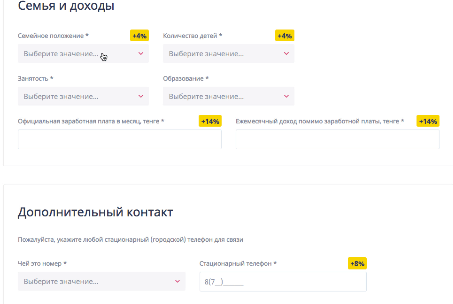 Семья и доходы
Семейное положение * +4% Количество детей * +4%
Выберите значение... Выберите значение...
Занятость * Образование *
Выберите значение... Выберите значение...
Официальная заработная плата в месяц, тенге * +14% Ежемесячный доход помимо заработной платы, тенге * +14%
Дополнительный контакт
Пожалуйста, укажите любой стационарный (городской) телефон для связи
Чей это номер * Стационарный телефон * +8%
Выберите значение... 8(7__)______